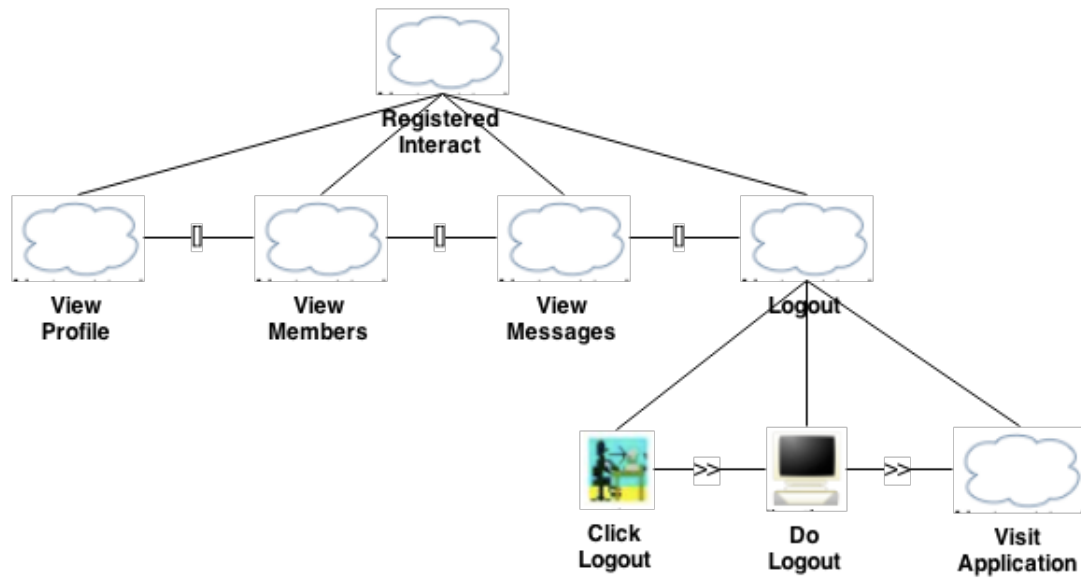 Registered
Interact
[]
[]
[]
View
Profile
View
Members
View
Messages
Logout
>>
>>
Click
Logout
Do
Logout
Visit
Application